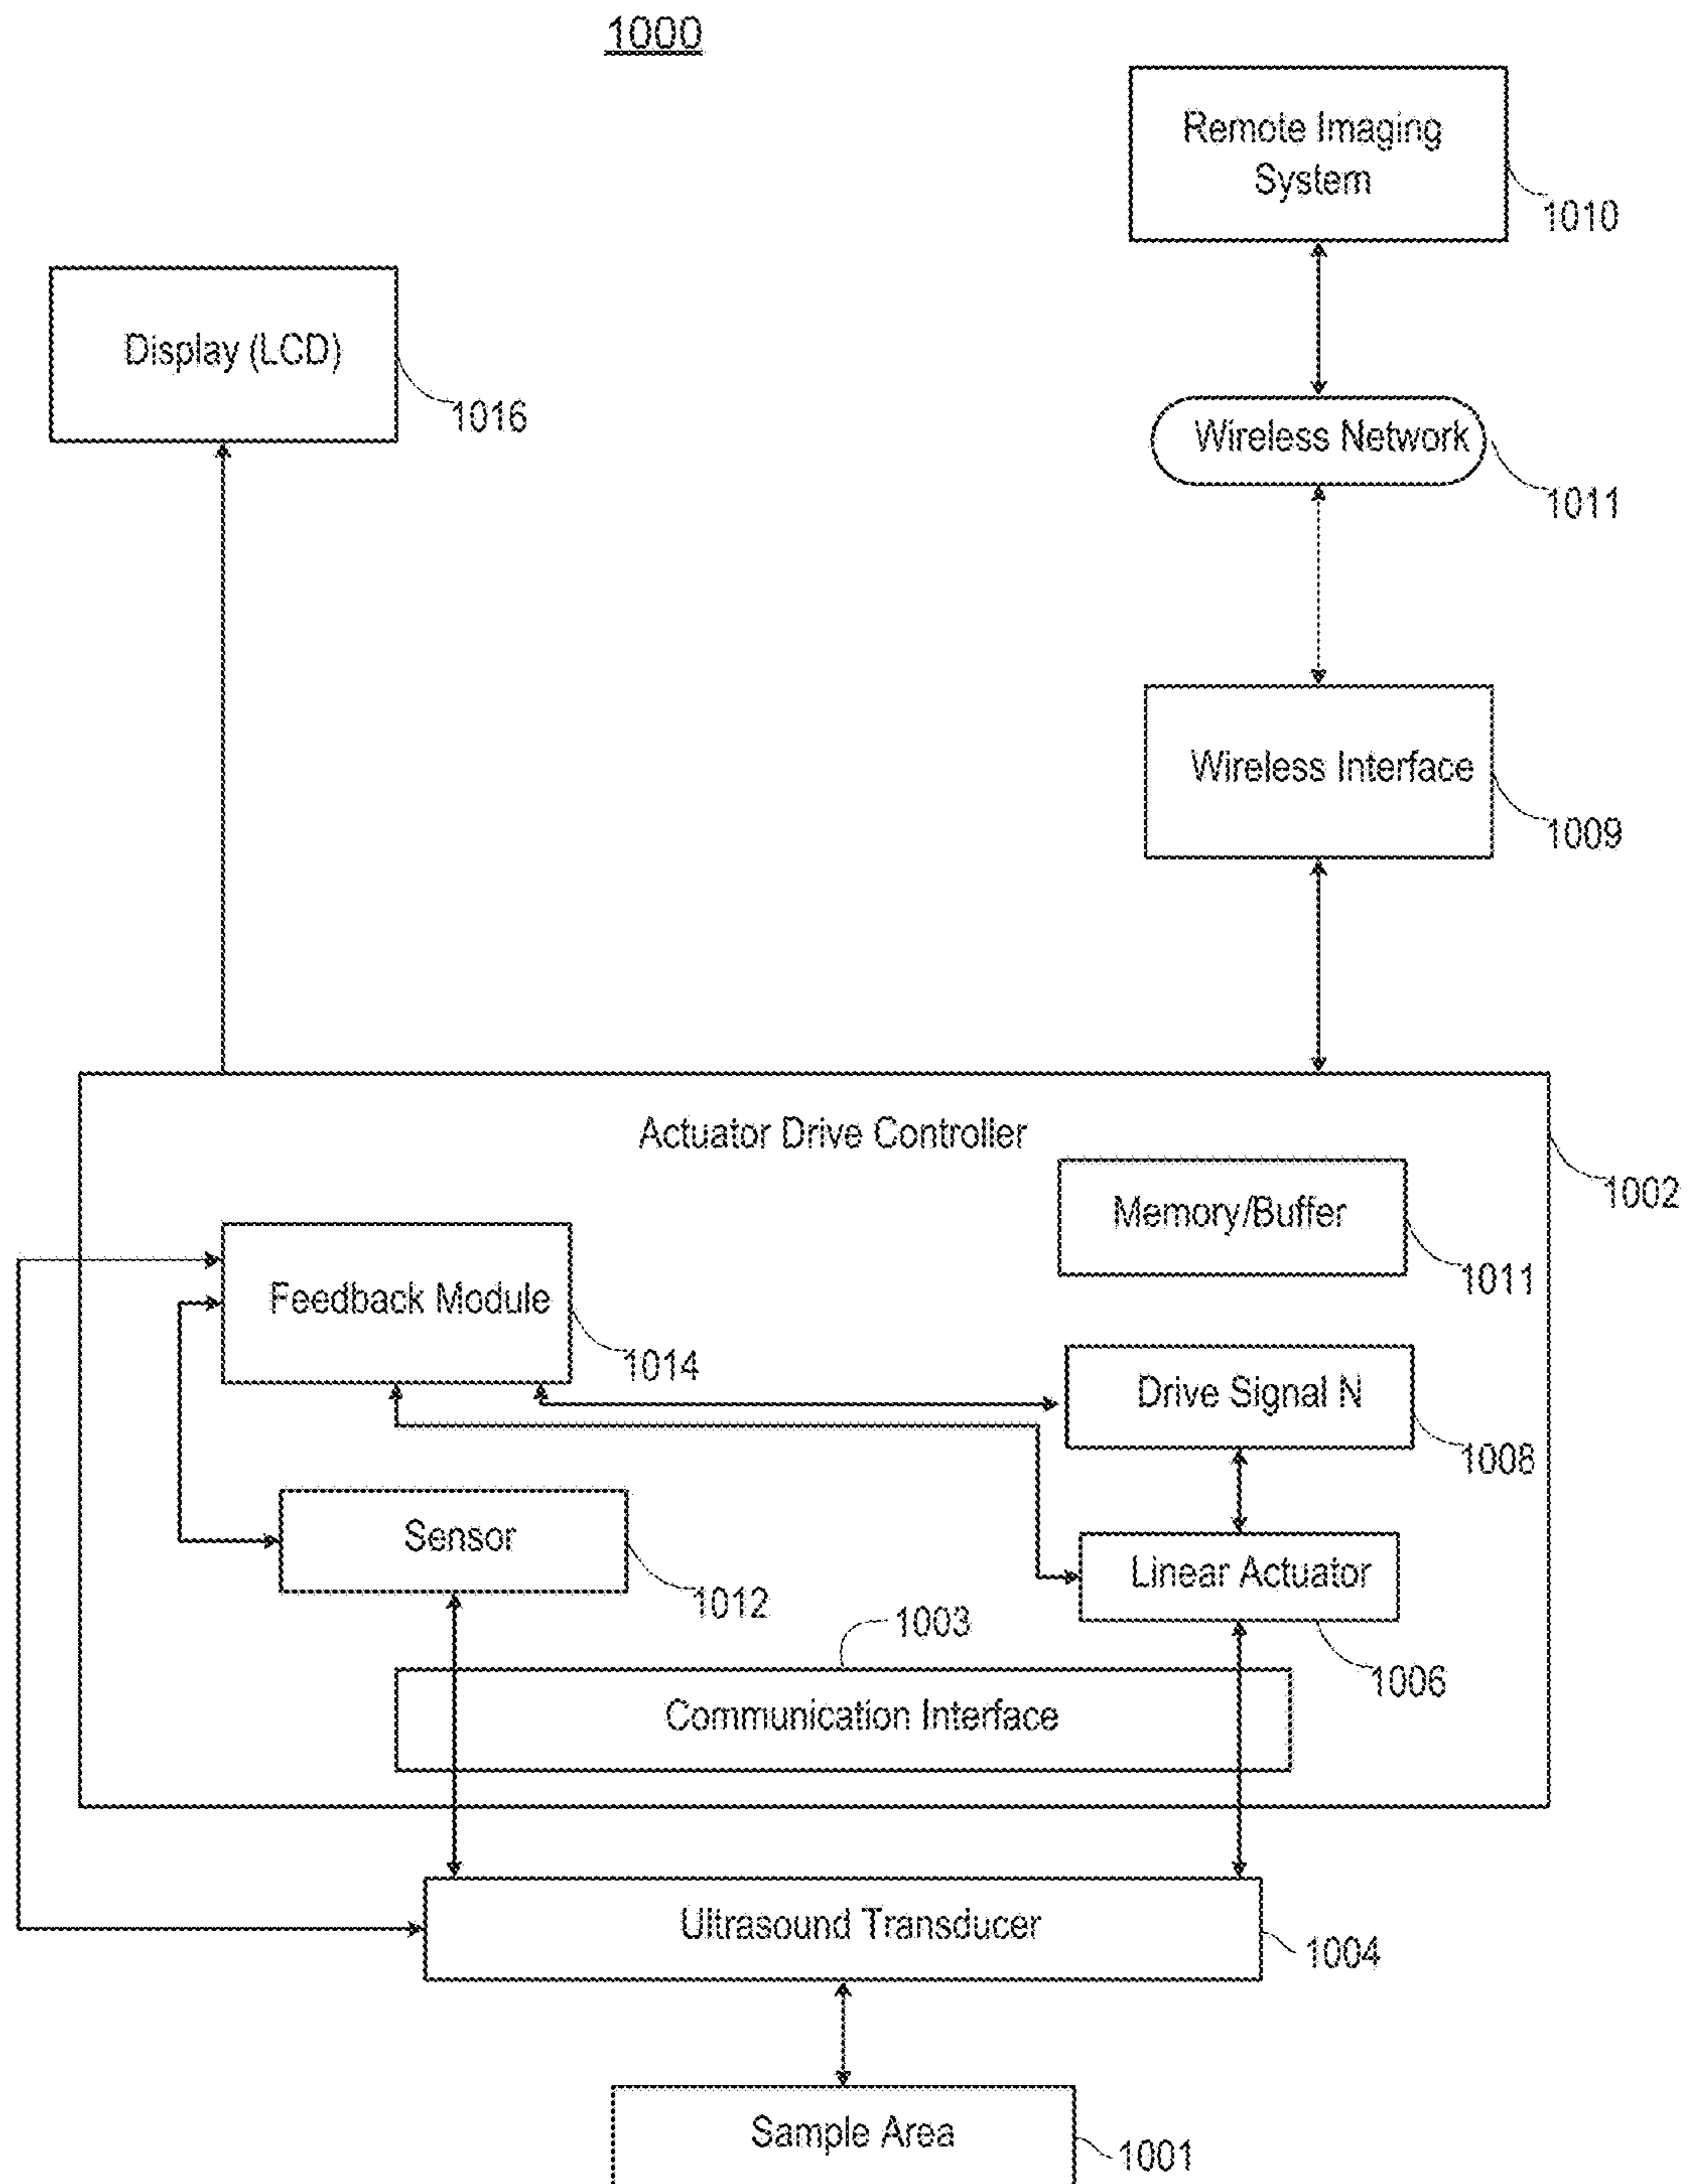 1000
Remote Imaging
System
1010
Display (LCD)
1016
Wireless Network
1011
Wireless Interface
1009
Actuator Drive Controller
1002
Memory/Buffer
1011
Feedback Module
1014
Drive Signal N
1008
Sensor
1012
Linear Actuator
1006
1003
Communication Interface
Ultrasound Transducer
1004
Sample Area
1001